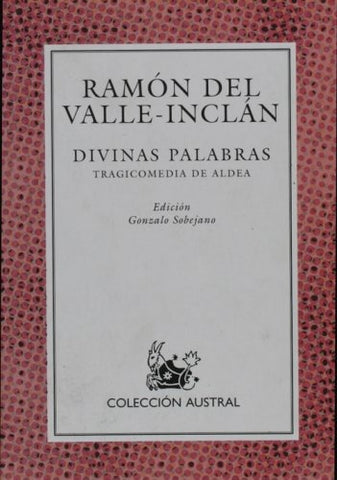 RAMÓN DEL
VALLE-INCLÁN
DIVINAS PALABRAS
TRAGICOMEDIA DE ALDEA
Edición
Gonzalo Sobejano
COLECCIÓN AUSTRAL